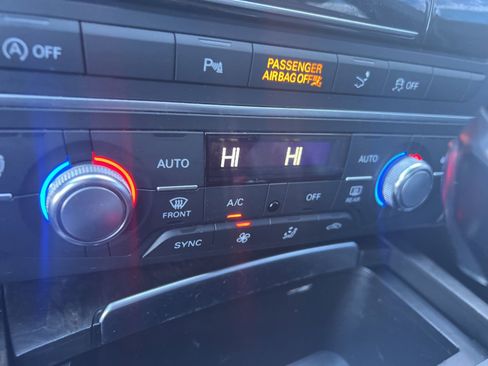 A OFF
P
PASSENGER
AIRBAG OFF
OFF
AUTO
HI HI
AUTO
FRONT
A/C
OFF
REAR
SYNC